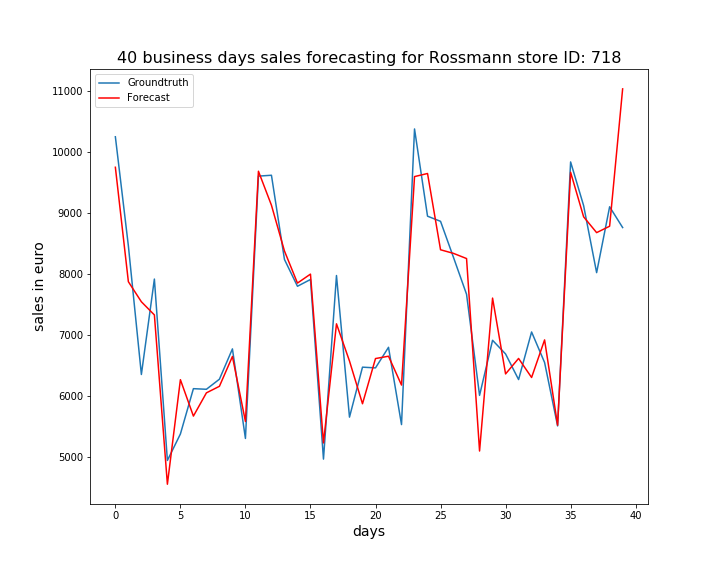 40 business days sales forecasting for Rossmann store ID: 718
Groundtruth
Forecast
11000
10000
9000
8000
7000
6000
5000
sales in euro
0 5 10 15 20 25 30 35 40
days